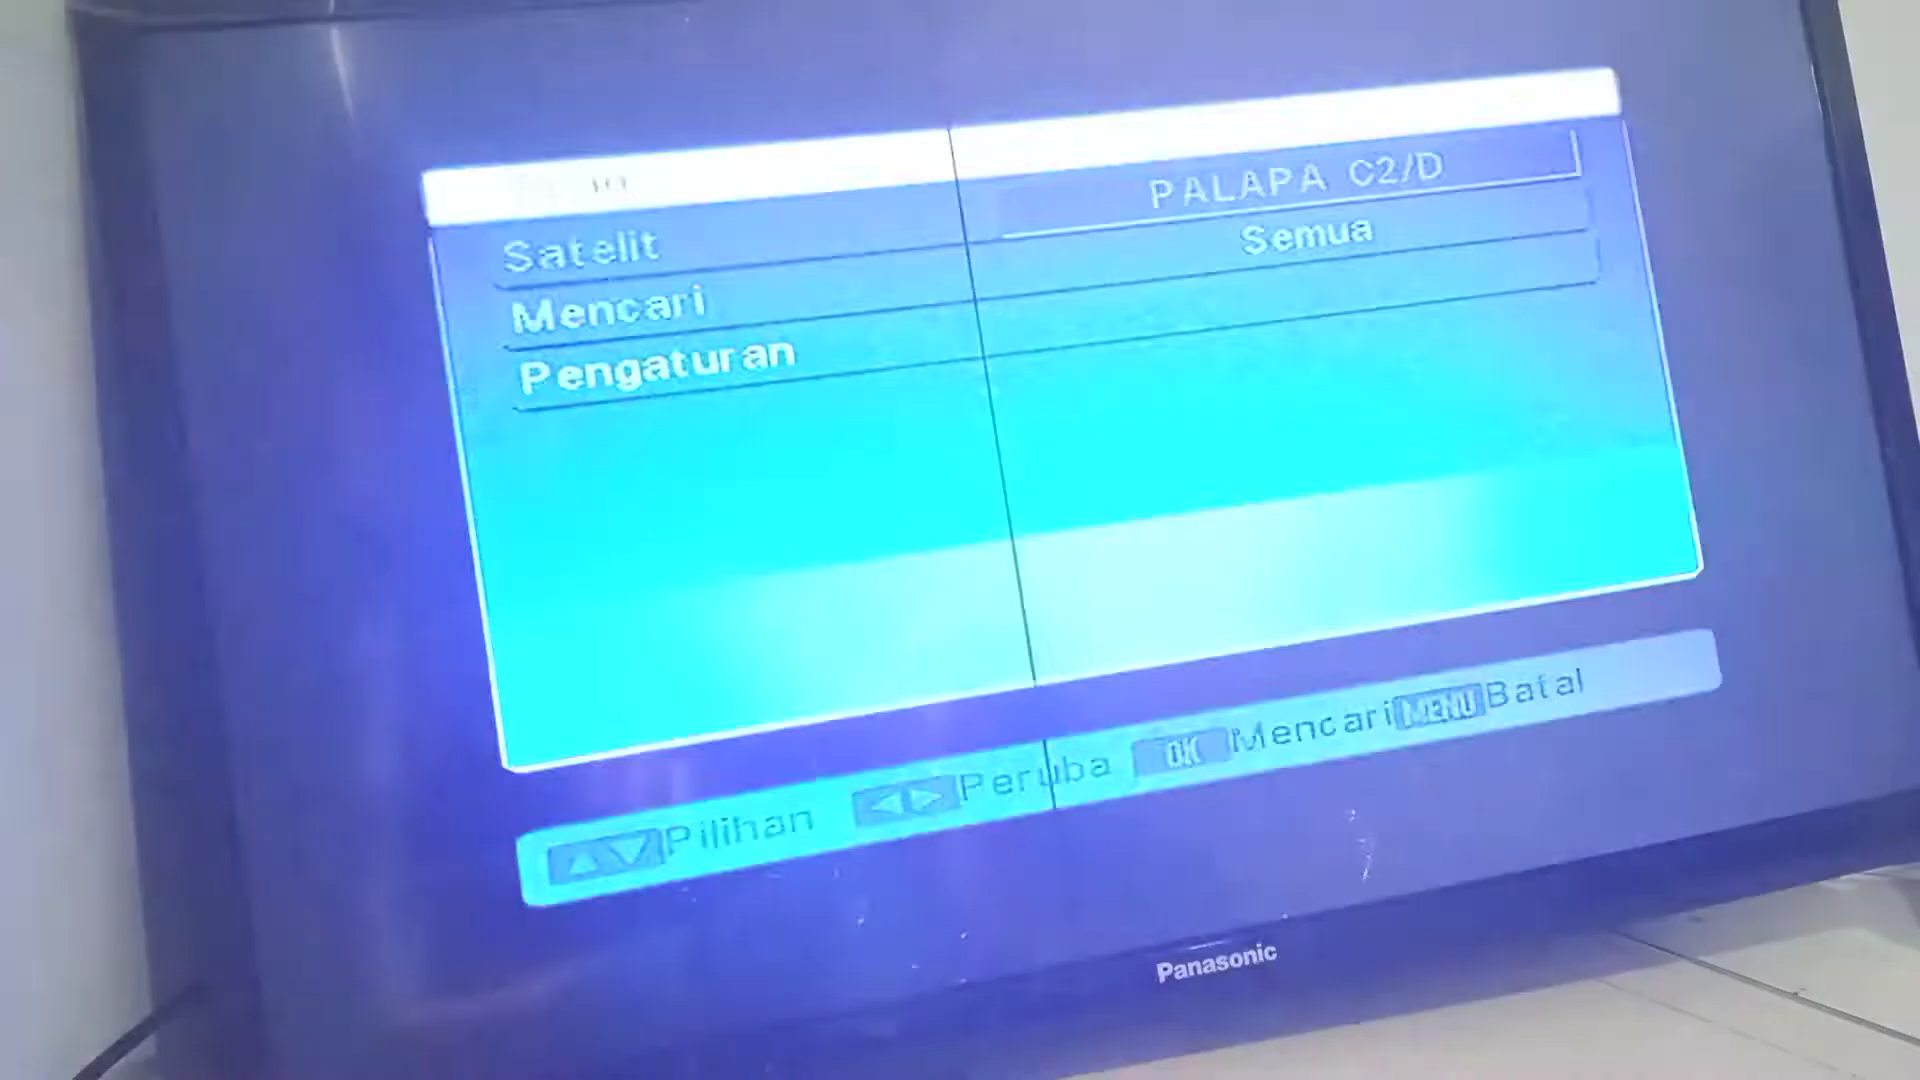 Satelit PALAPA C2/D
Mencari Semua
Pengaturan
Pilihan Peruba OK Mencari MENU Batal
Panasonic